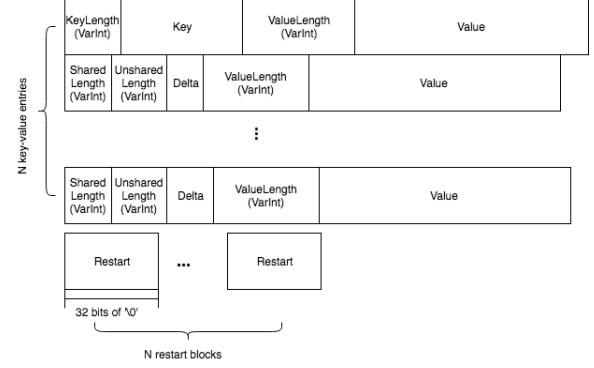 KeyLength
(VarInt)
Key
ValueLength
(VarInt)
Value
Shared
Length
(VarInt)
Unshared
Length
(VarInt)
Delta
ValueLength
(VarInt)
Value
N key-value entries
Shared
Length
(VarInt)
Unshared
Length
(VarInt)
Delta
ValueLength
(VarInt)
Value
Restart
...
Restart
32 bits of '\0'
N restart blocks